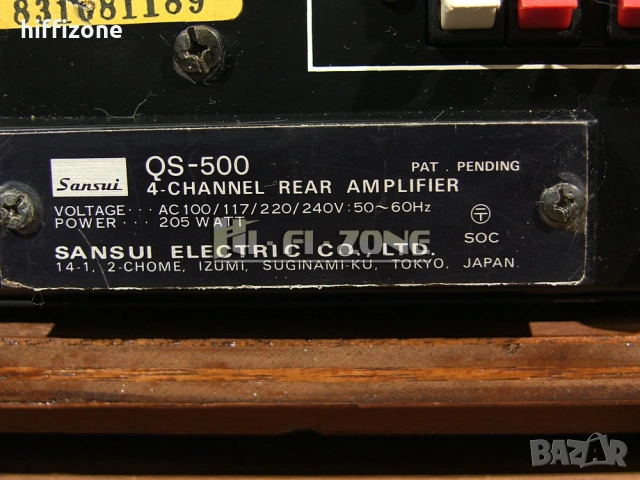 hiffizone
831081189
Sansui
QS-500
PAT. PENDING
4-CHANNEL REAR AMPLIFIER
VOLTAGE ··· AC 100/117/220/240V : 50~60Hz
POWER ··· 205 WATT
HI-FI-ZONE
SANSUI ELECTRIC CO., LTD.
SOC
14-1, 2-CHOME, IZUMI, SUGINAMI-KU, TOKYO, JAPAN.
BAZAR